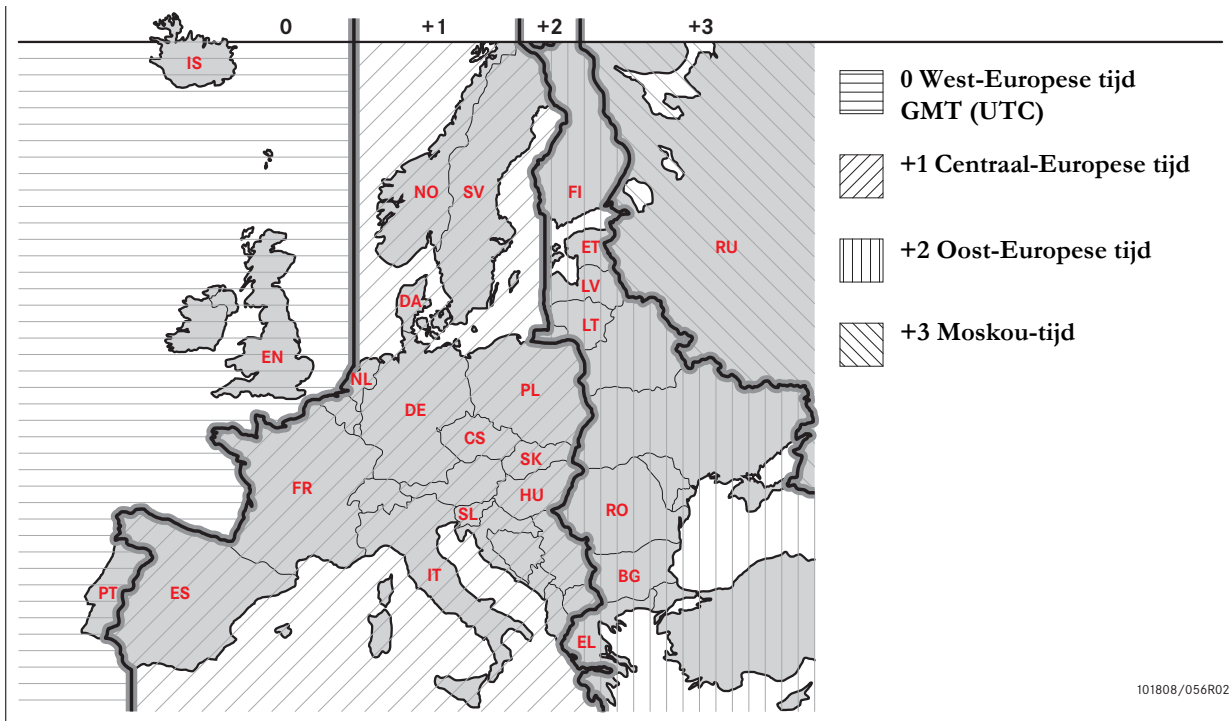 0 +1 +2 +3
IS
0 West-Europese tijd
GMT (UTC)
+1 Centraal-Europese tijd
NO SV FI
ET RU
+2 Oost-Europese tijd
LV
DA
LT
+3 Moskou-tijd
EN
NL
PL
DE
CS
SK
FR
HU
RO
SL
IT BG
PT ES
EL
101808/056R02